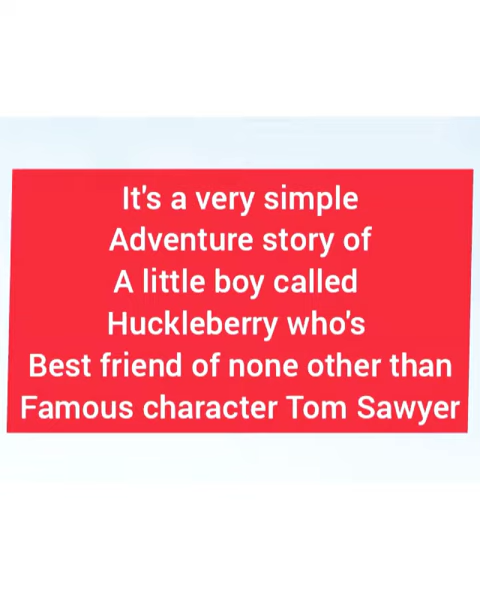 It's a very simple
Adventure story of
A little boy called
Huckleberry who's
Best friend of none other than
Famous character Tom Sawyer